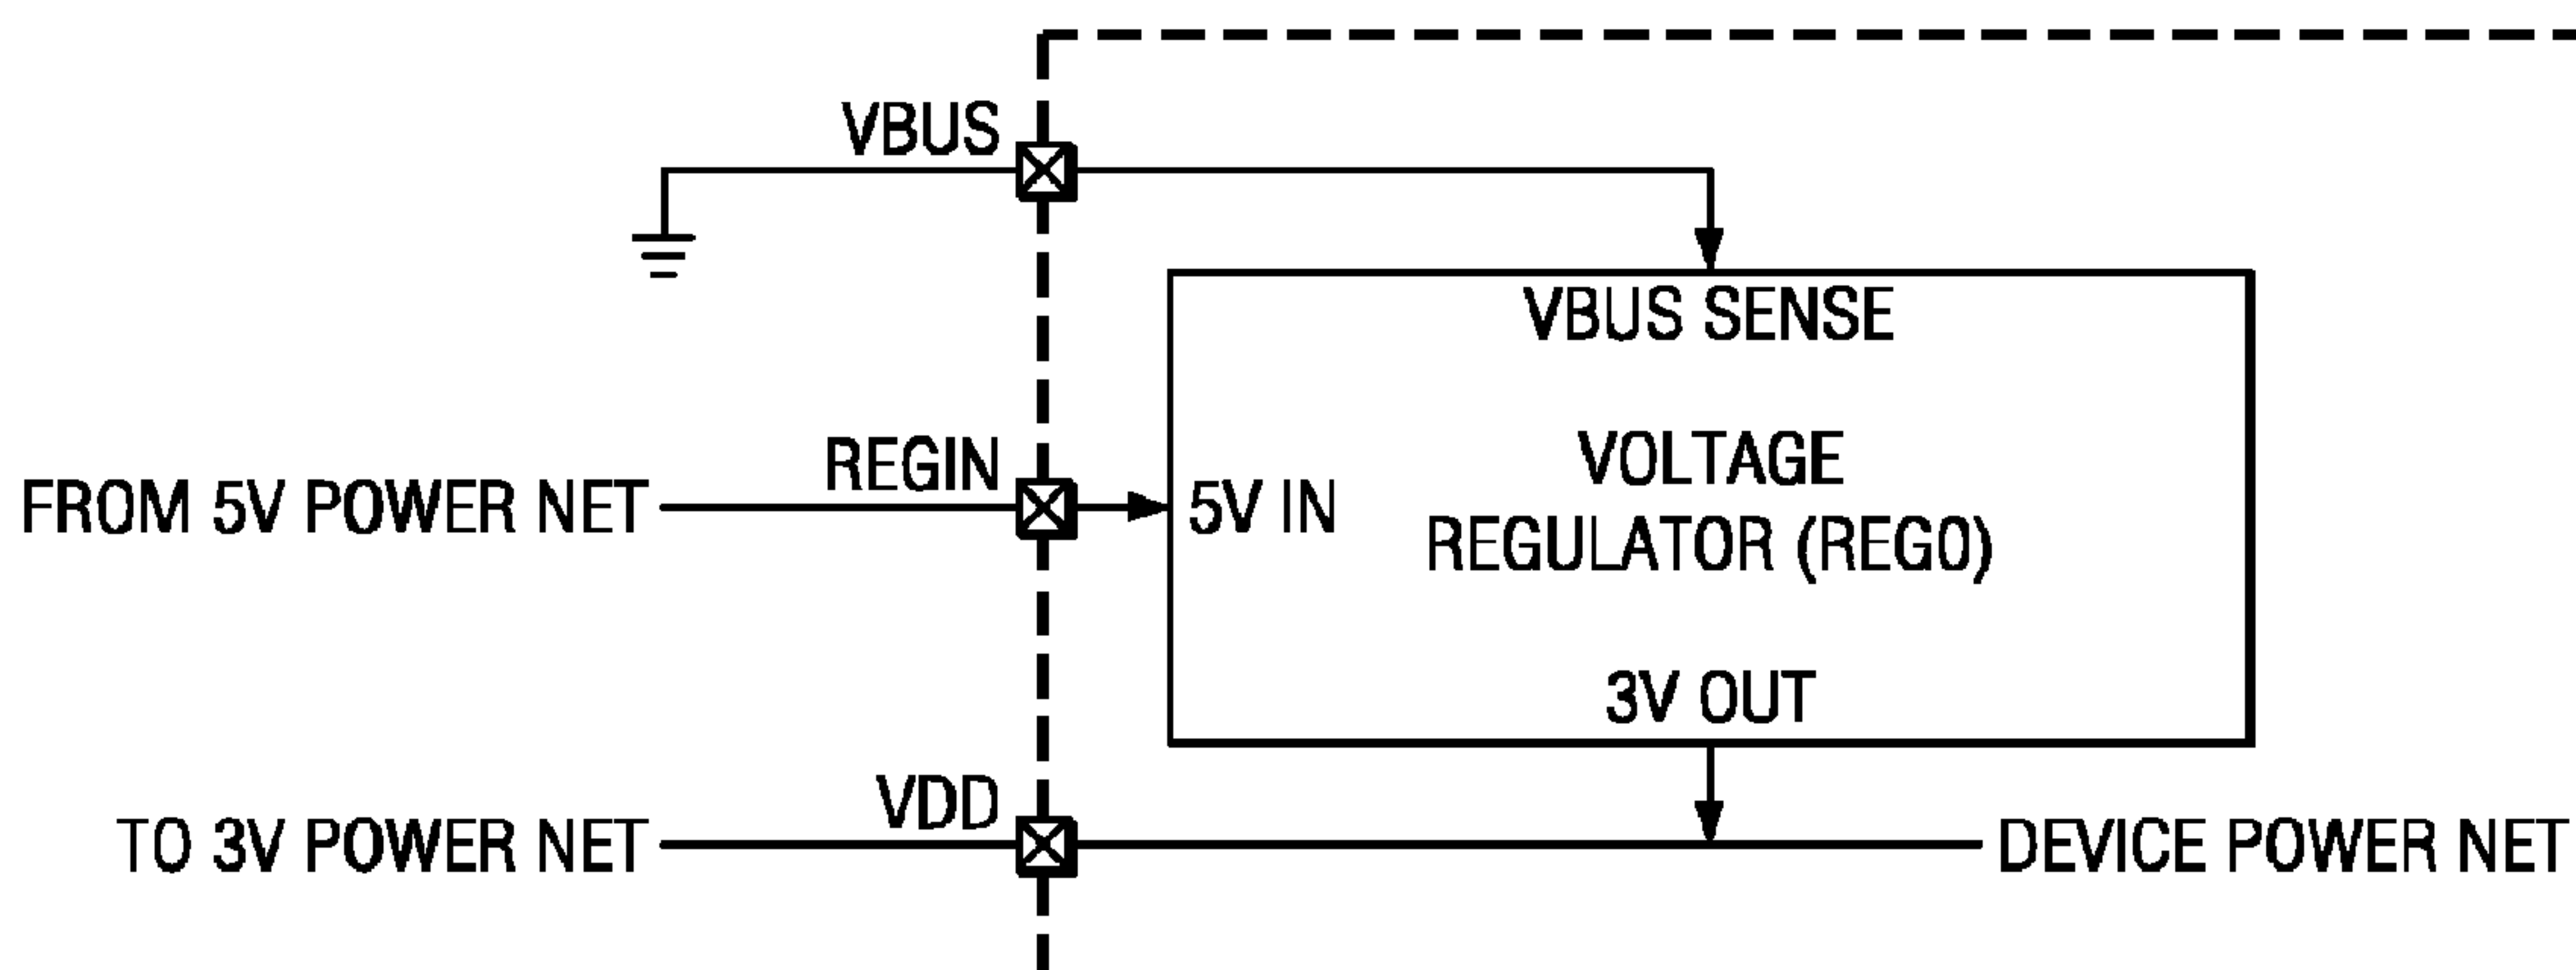 VBUS
VBUS SENSE
REGIN
FROM 5V POWER NET
5V IN
VOLTAGE
REGULATOR (REG0)
3V OUT
VDD
TO 3V POWER NET
DEVICE POWER NET